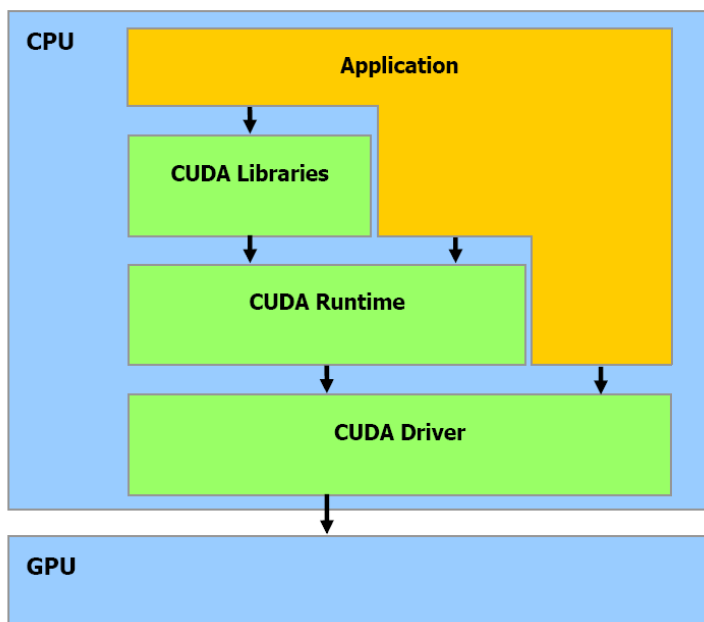 CPU
Application
CUDA Libraries
CUDA Runtime
CUDA Driver
GPU